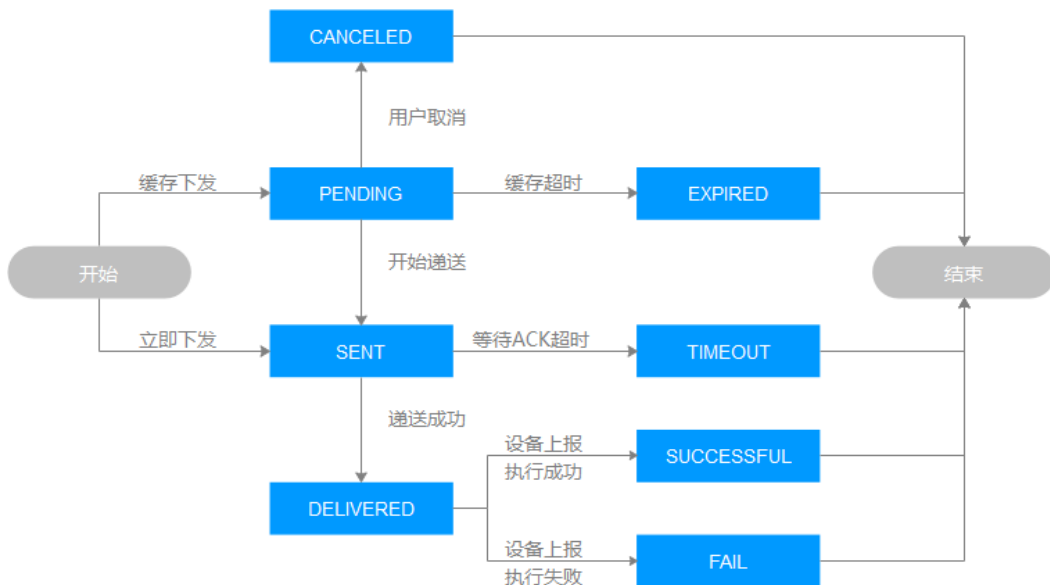 CANCELED
用户取消
缓存下发
PENDING
缓存超时
EXPIRED
开始
开始递送
结束
立即下发
SENT
等待ACK超时
TIMEOUT
递送成功
设备上报
执行成功
SUCCESSFUL
DELIVERED
设备上报
执行失败
FAIL